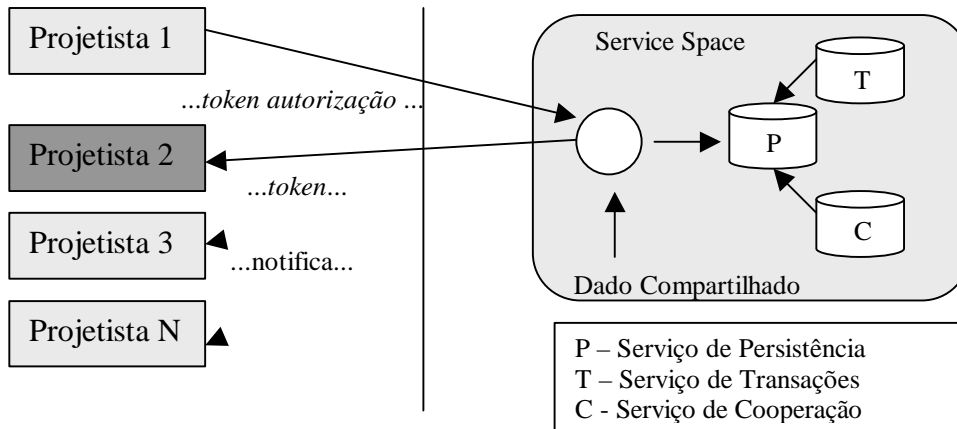 Projetista 1
...token autorização ...
Projetista 2
...token...
Projetista 3
...notifica...
Projetista N
Service Space
T
P
C
Dado Compartilhado
P – Serviço de Persistência
T – Serviço de Transações
C - Serviço de Cooperação